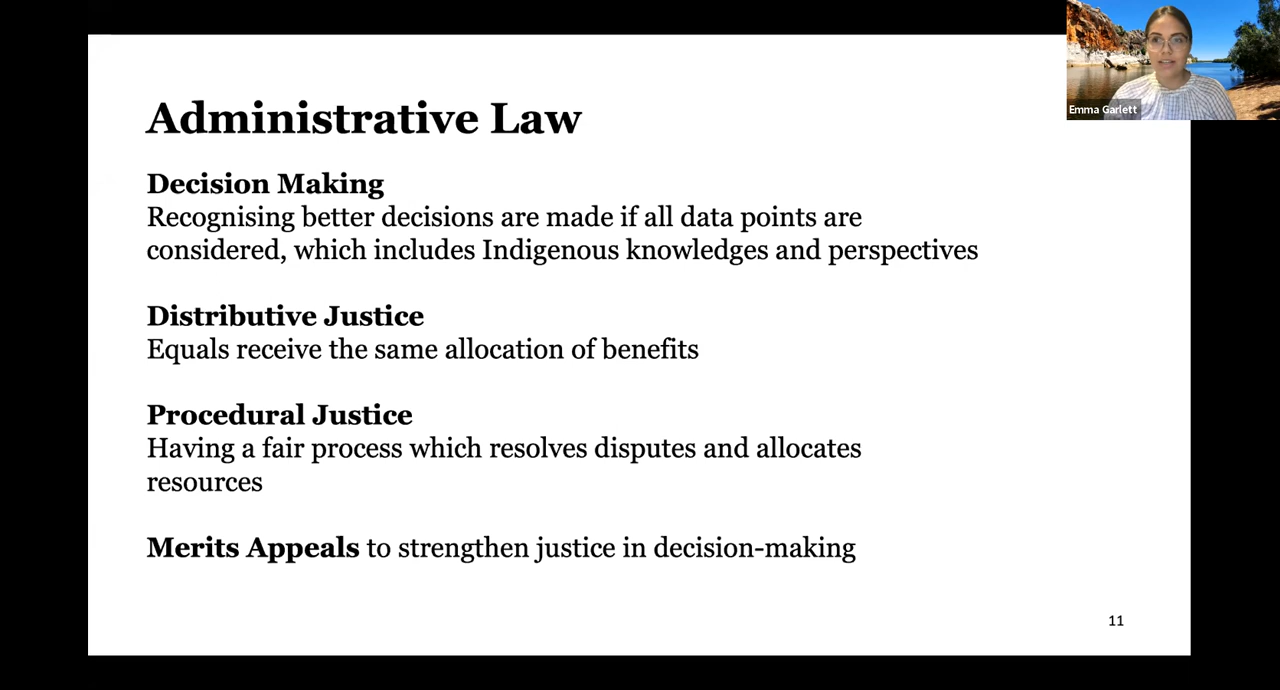 Administrative Law
Decision Making
Recognising better decisions are made if all data points are
considered, which includes Indigenous knowledges and perspectives
Distributive Justice
Equals receive the same allocation of benefits
Procedural Justice
Having a fair process which resolves disputes and allocates
resources
Merits Appeals to strengthen justice in decision-making
11
Emma Garlett